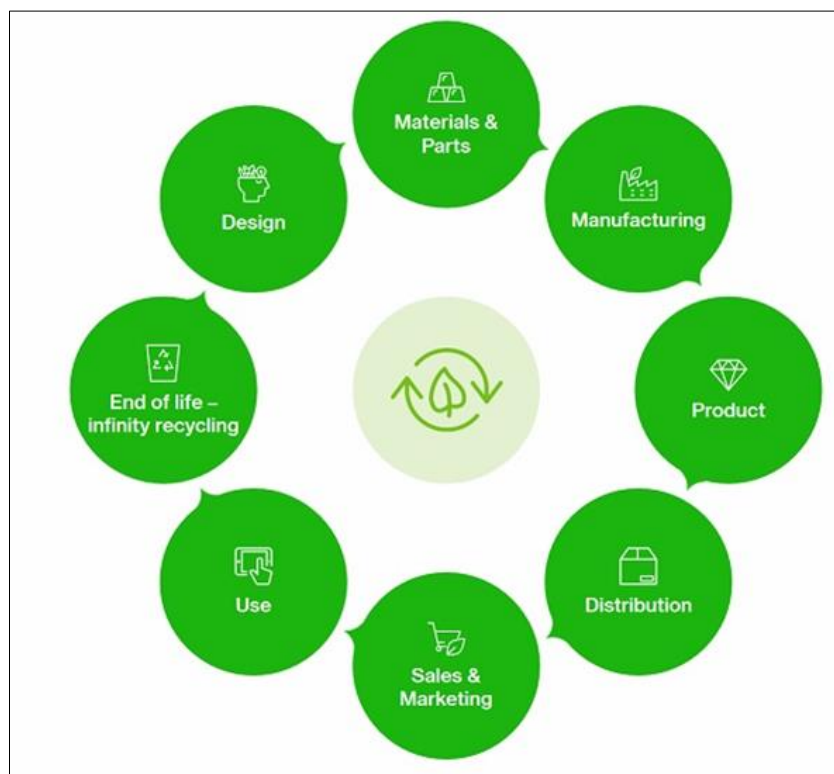 Materials &
Parts
Manufacturing
Product
Distribution
Sales &
Marketing
Use
End of life –
infinity recycling
Design